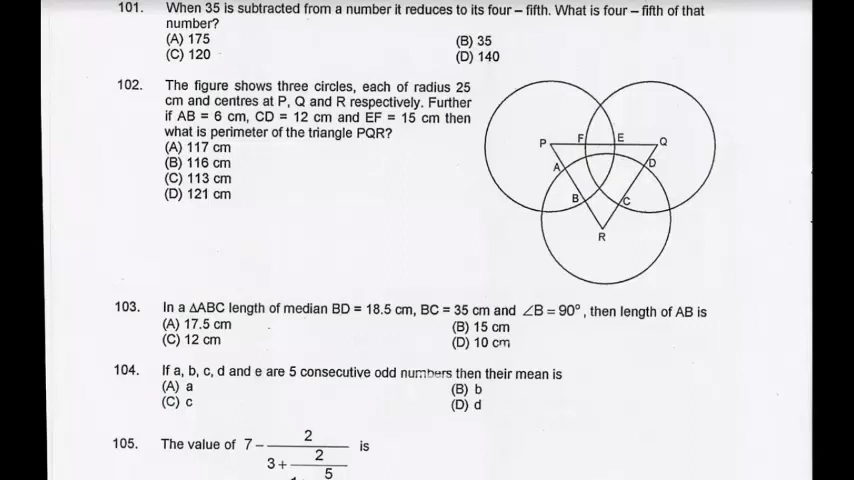 101. When 35 is subtracted from a number it reduces to its four – fifth. What is four – fifth of that
number?
(A) 175 (B) 35
(C) 120 (D) 140
102. The figure shows three circles, each of radius 25
cm and centres at P, Q and R respectively. Further
if AB = 6 cm, CD = 12 cm and EF = 15 cm then
what is perimeter of the triangle PQR?
(A) 117 cm
(B) 116 cm
(C) 113 cm
(D) 121 cm
P F E Q
A D
B C
R
103. In a ΔABC length of median BD = 18.5 cm, BC = 35 cm and ∠B = 90°, then length of AB is
(A) 17.5 cm (B) 15 cm
(C) 12 cm (D) 10 cm
104. If a, b, c, d and e are 5 consecutive odd numbers then their mean is
(A) a (B) b
(C) c (D) d
105. The value of 7 – 2 is
3 + 2
5